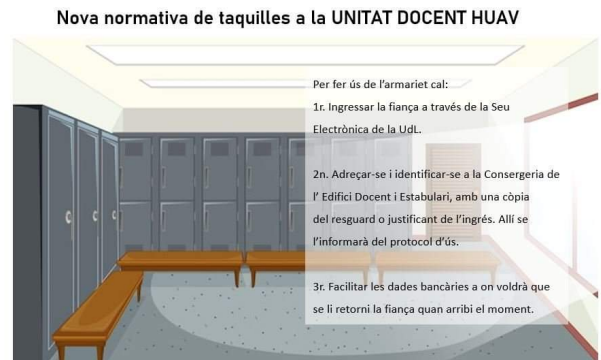 Nova normativa de taquilles a la UNITAT DOCENT HUAV
Per fer ús de l'armariet cal:
1r. Ingressar la fiança a través de la Seu
Electrònica de la UdL.
2n. Adreçar-se i identificar-se a la Consergeria de
l' Edifici Docent i Estabulari, amb una còpia
del resguard o justificant de l'ingrés. Allí se
l'informarà del protocol d'ús.
3r. Facilitar les dades bancàries a on voldrà que
se li retorni la fiança quan arribi el moment.